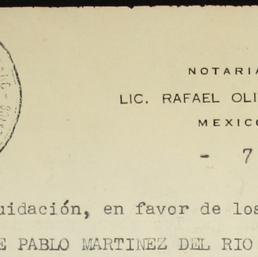 NOTARIA
LIC. RAFAEL OLI
MEXICO
- 7
uidación, en favor de los
E PABLO MARTINEZ DEL RIO